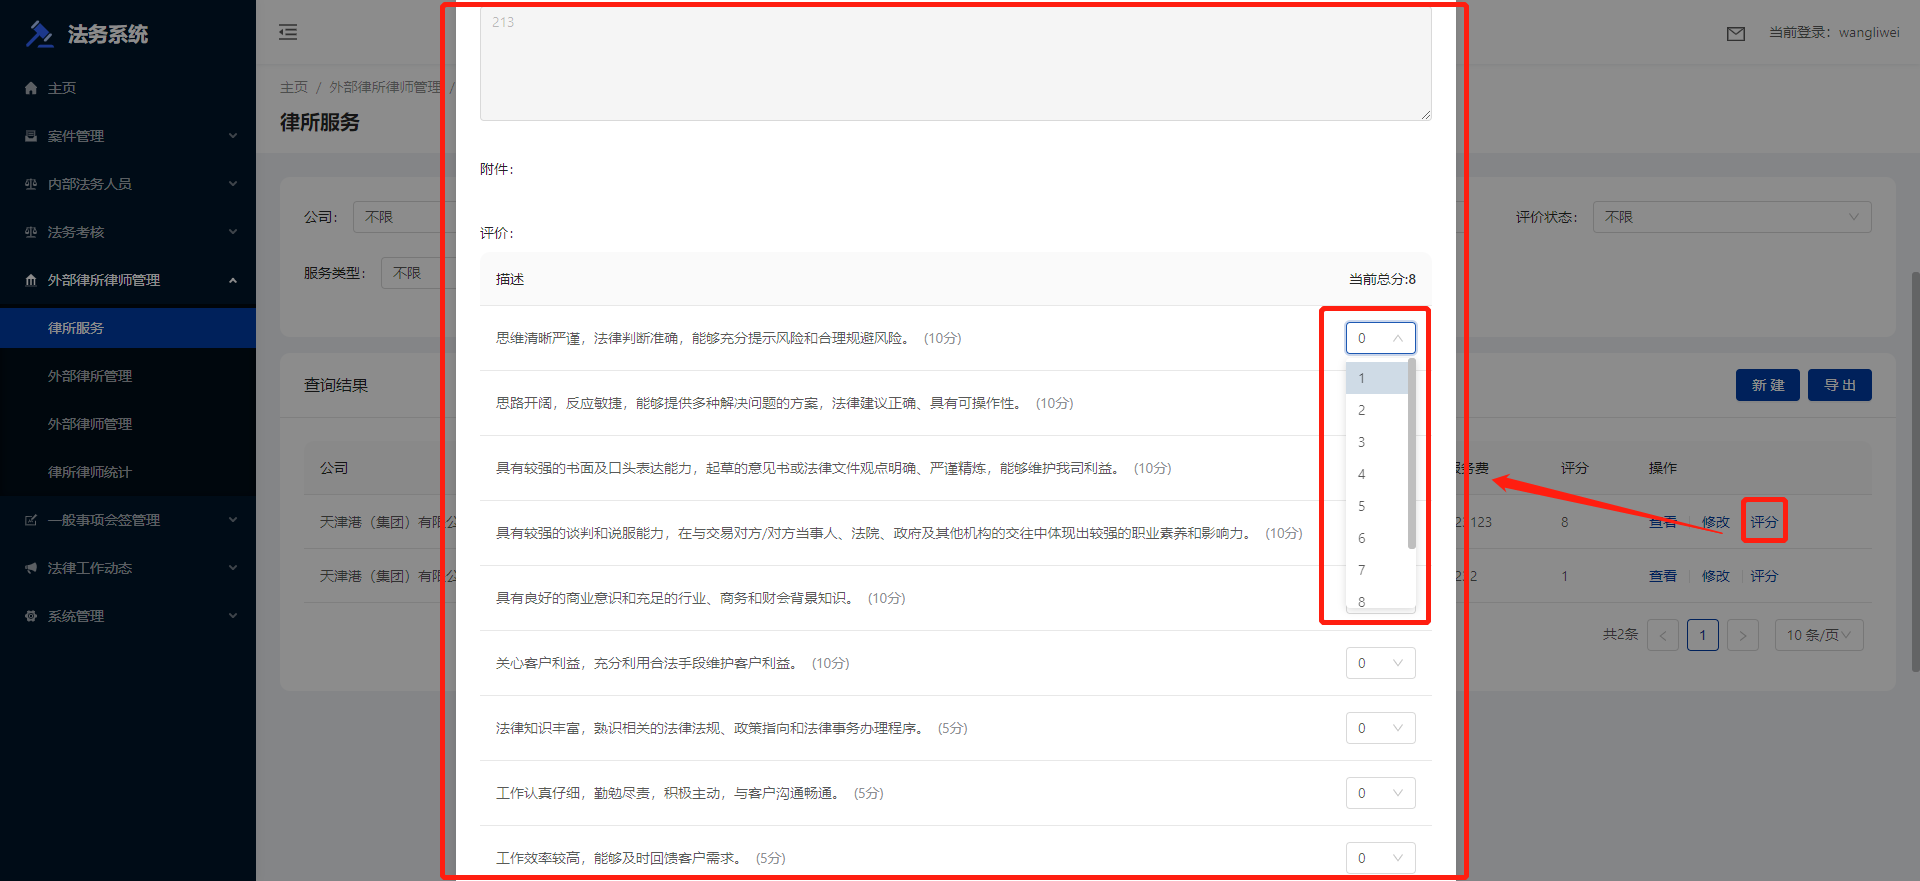 法务系统
当前登录：wangliwei
主页
案件管理
内部法务人员
法务考核
外部律所律师管理
律所服务
外部律所管理
外部律师管理
律所律师统计
一般事项会签管理
法律工作动态
系统管理
主页 / 外部律所律师管理 /
律所服务
公司： 不限
评价状态： 不限
服务类型： 不限
查询结果
新 建 导 出
公司 务费 评分 操作
天津港（集团）有限公 123 8 查看 修改 评分
天津港（集团）有限公 232 1 查看 修改 评分
共2条 < 1 > 10 条/页
213
附件：
评价：
描述 当前总分:8
思维清晰严谨，法律判断准确，能够充分提示风险和合理规避风险。 (10分) 0
思路开阔，反应敏捷，能够提供多种解决问题的方案，法律建议正确、具有可操作性。 (10分)
具有较强的书面及口头表达能力，起草的意见书或法律文件观点明确、严谨精炼，能够维护我司利益。 (10分)
具有较强的谈判和说服能力，在与交易对方/对方当事人、法院、政府及其他机构的交往中体现出较强的职业素养和影响力。 (10分)
具有良好的商业意识和充足的行业、商务和财会背景知识。 (10分)
1
2
3
4
5
6
7
8
关心客户利益，充分利用合法手段维护客户利益。 (10分) 0
法律知识丰富，熟识相关的法律法规、政策指向和法律事务办理程序。 (5分) 0
工作认真仔细，勤勉尽责，积极主动，与客户沟通畅通。 (5分) 0
工作效率较高，能够及时回馈客户需求。 (5分) 0